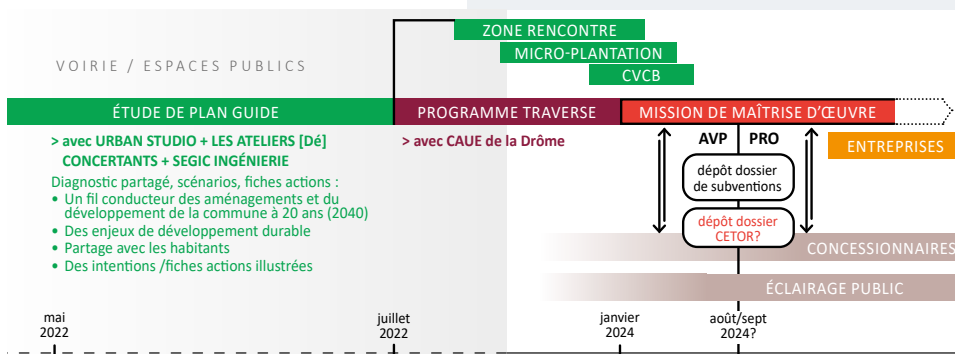 ZONE RENCONTRE
MICRO-PLANTATION
CVCB
VOIRIE / ESPACES PUBLICS
ÉTUDE DE PLAN GUIDE
PROGRAMME TRAVERSE
MISSION DE MAÎTRISE D'ŒUVRE
> avec URBAN STUDIO + LES ATELIERS [Dé]
CONCERTANTS + SEGIC INGÉNIERIE
Diagnostic partagé, scénarios, fiches actions :
• Un fil conducteur des aménagements et du
développement de la commune à 20 ans (2040)
• Des enjeux de développement durable
• Partage avec les habitants
• Des intentions /fiches actions illustrées
> avec CAUE de la Drôme
AVP
PRO
ENTREPRISES
dépôt dossier
de subventions
dépôt dossier
CETOR?
CONCESSIONNAIRES
ÉCLAIRAGE PUBLIC
mai
2022
juillet
2022
janvier
2024
août/sept
2024?